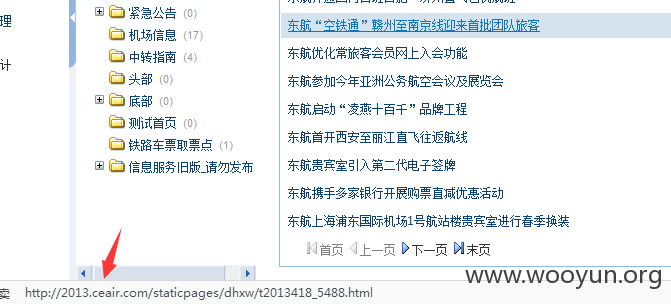 理
计
紧急公告 (0)
机场信息 (17)
中转指南 (4)
头部 (0)
底部 (0)
测试首页 (0)
铁路车票取票点 (1)
信息服务旧版_请勿发布
东航“空铁通”赣州至南京线迎来首批团队旅客
东航优化常旅客会员网上入会功能
东航参加今年亚洲公务航空会议及展览会
东航启动“凌燕十百千”品牌工程
东航首开西安至丽江直飞往返航线
东航贵宾室引入第二代电子签牌
东航携手多家银行开展购票直减优惠活动
东航上海浦东国际机场1号航站楼贵宾室进行春季换装
首页 上一页 下一页 末页
卖 http://2013.ceair.com/staticpages/dhxw/t2013418_5488.html
www.wooyun.org